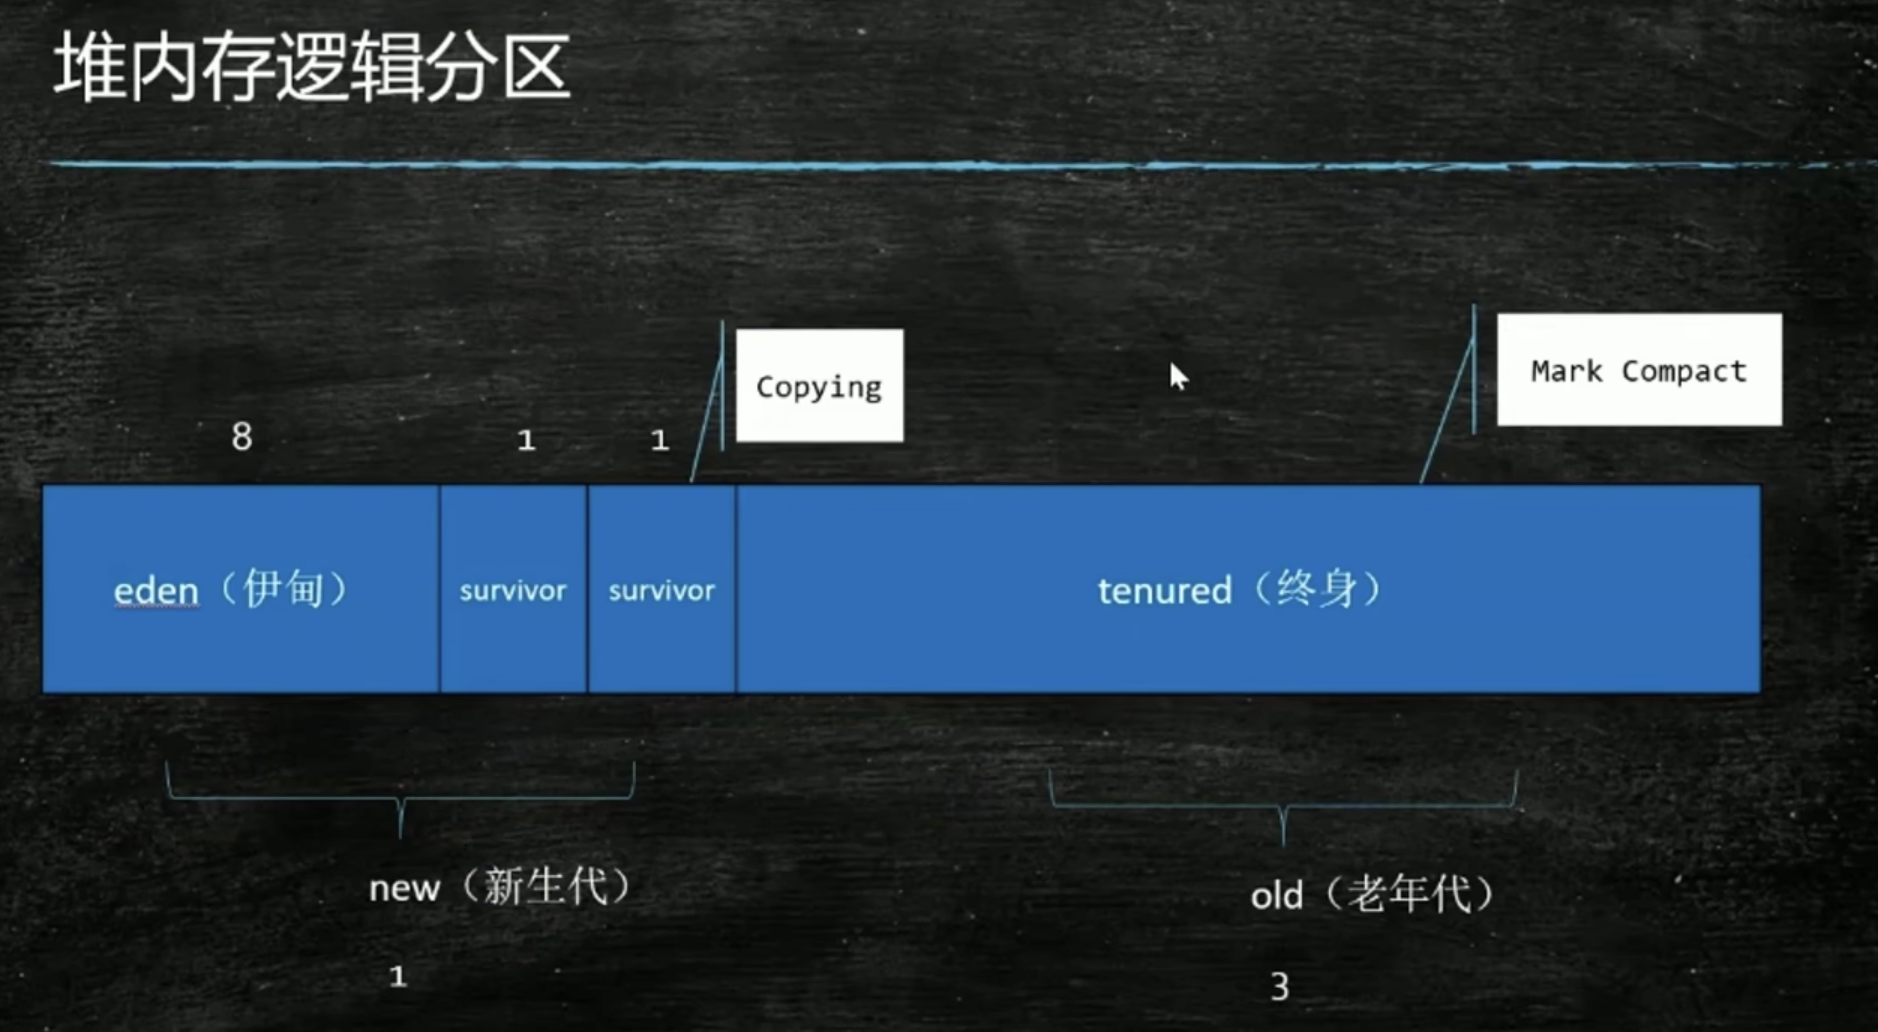 堆内存逻辑分区
Copying
Mark Compact
8
1
1
eden（伊甸）
survivor
survivor
tenured（终身）
new（新生代）
old（老年代）
1
3